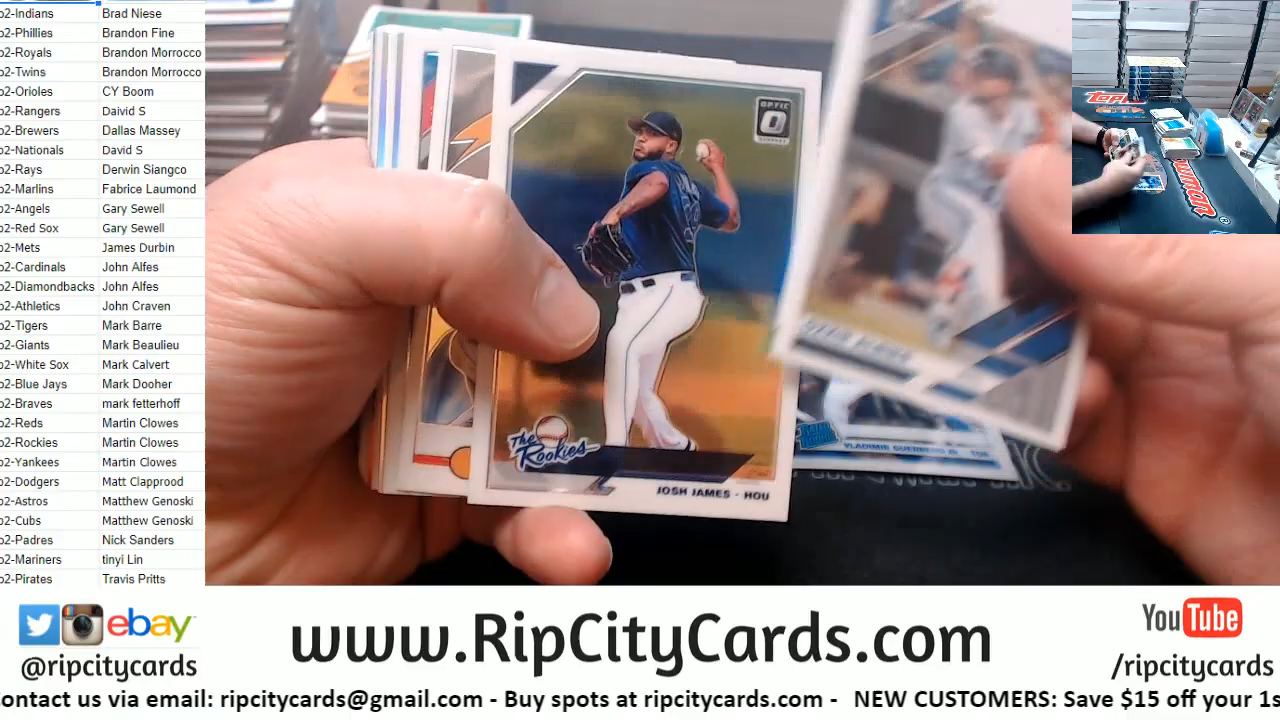 o2-Indians Brad Niese
o2-Phillies Brandon Fine
o2-Royals Brandon Morrocco
o2-Twins Brandon Morrocco
o2-Orioles CY Boom
o2-Rangers Daivid S
o2-Brewers Dallas Massey
o2-Nationals David S
o2-Rays Derwin Siangco
o2-Marlins Fabrice Laumond
o2-Angels Gary Sewell
o2-Red Sox Gary Sewell
o2-Mets James Durbin
o2-Cardinals John Alfes
o2-Diamondbacks John Alfes
o2-Athletics John Craven
o2-Tigers Mark Barre
o2-Giants Mark Beaulieu
o2-White Sox Mark Calvert
o2-Blue Jays Mark Dooher
o2-Braves mark fetterhoff
o2-Reds Martin Clowes
o2-Rockies Martin Clowes
o2-Yankees Martin Clowes
o2-Dodgers Matt Clapprood
o2-Astros Matthew Genoski
o2-Cubs Matthew Genoski
o2-Padres Nick Sanders
o2-Mariners tinyi Lin
o2-Pirates Travis Pritts
OPTIC
The Rookies
JOSH JAMES - HOU
VLADIMIR GUERRERO JR. TOR
topps
ebay
@ripcitycards
www.RipCityCards.com
YouTube
/ripcitycards
ontact us via email: ripcitycards@gmail.com - Buy spots at ripcitycards.com - NEW CUSTOMERS: Save $15 off your 1s